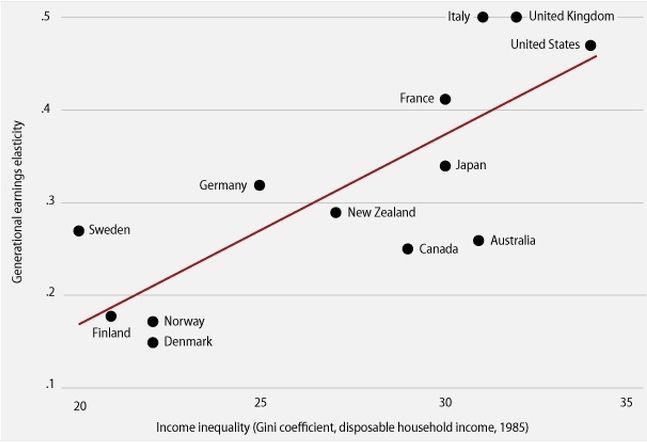 .5
Italy
United Kingdom
United States
.4
France
Japan
.3
Germany
New Zealand
Sweden
Canada
Australia
.2
Finland
Norway
Denmark
.1
Generational earnings elasticity
20
25
30
35
Income inequality (Gini coefficient, disposable household income, 1985)